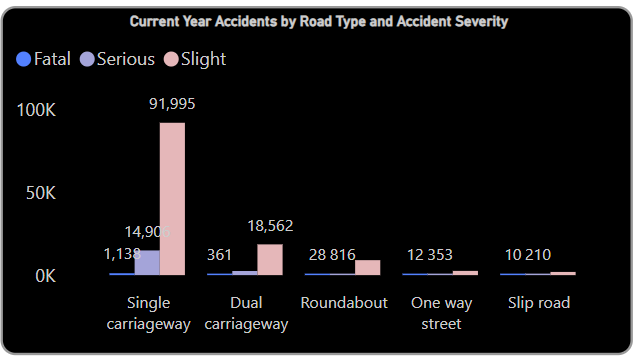 Current Year Accidents by Road Type and Accident Severity
Fatal Serious Slight
100K
50K
0K
91,995
14,90
1,138
18,562
361
28 816
12 353
10 210
Single
carriageway
Dual
carriageway
Roundabout
One way
street
Slip road